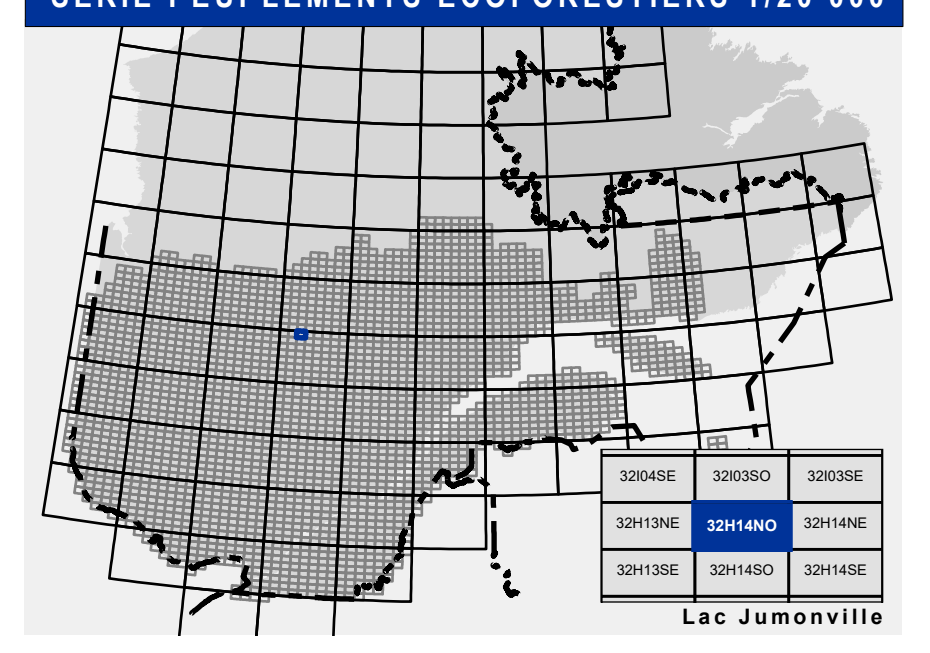 SÉRIE PEUPLEMENTS ÉCOFORESTIERS 1/20 000
32I04SE 32I03SO 32I03SE
32H13NE 32H14NO 32H14NE
32H13SE 32H14SO 32H14SE
Lac Jumonville